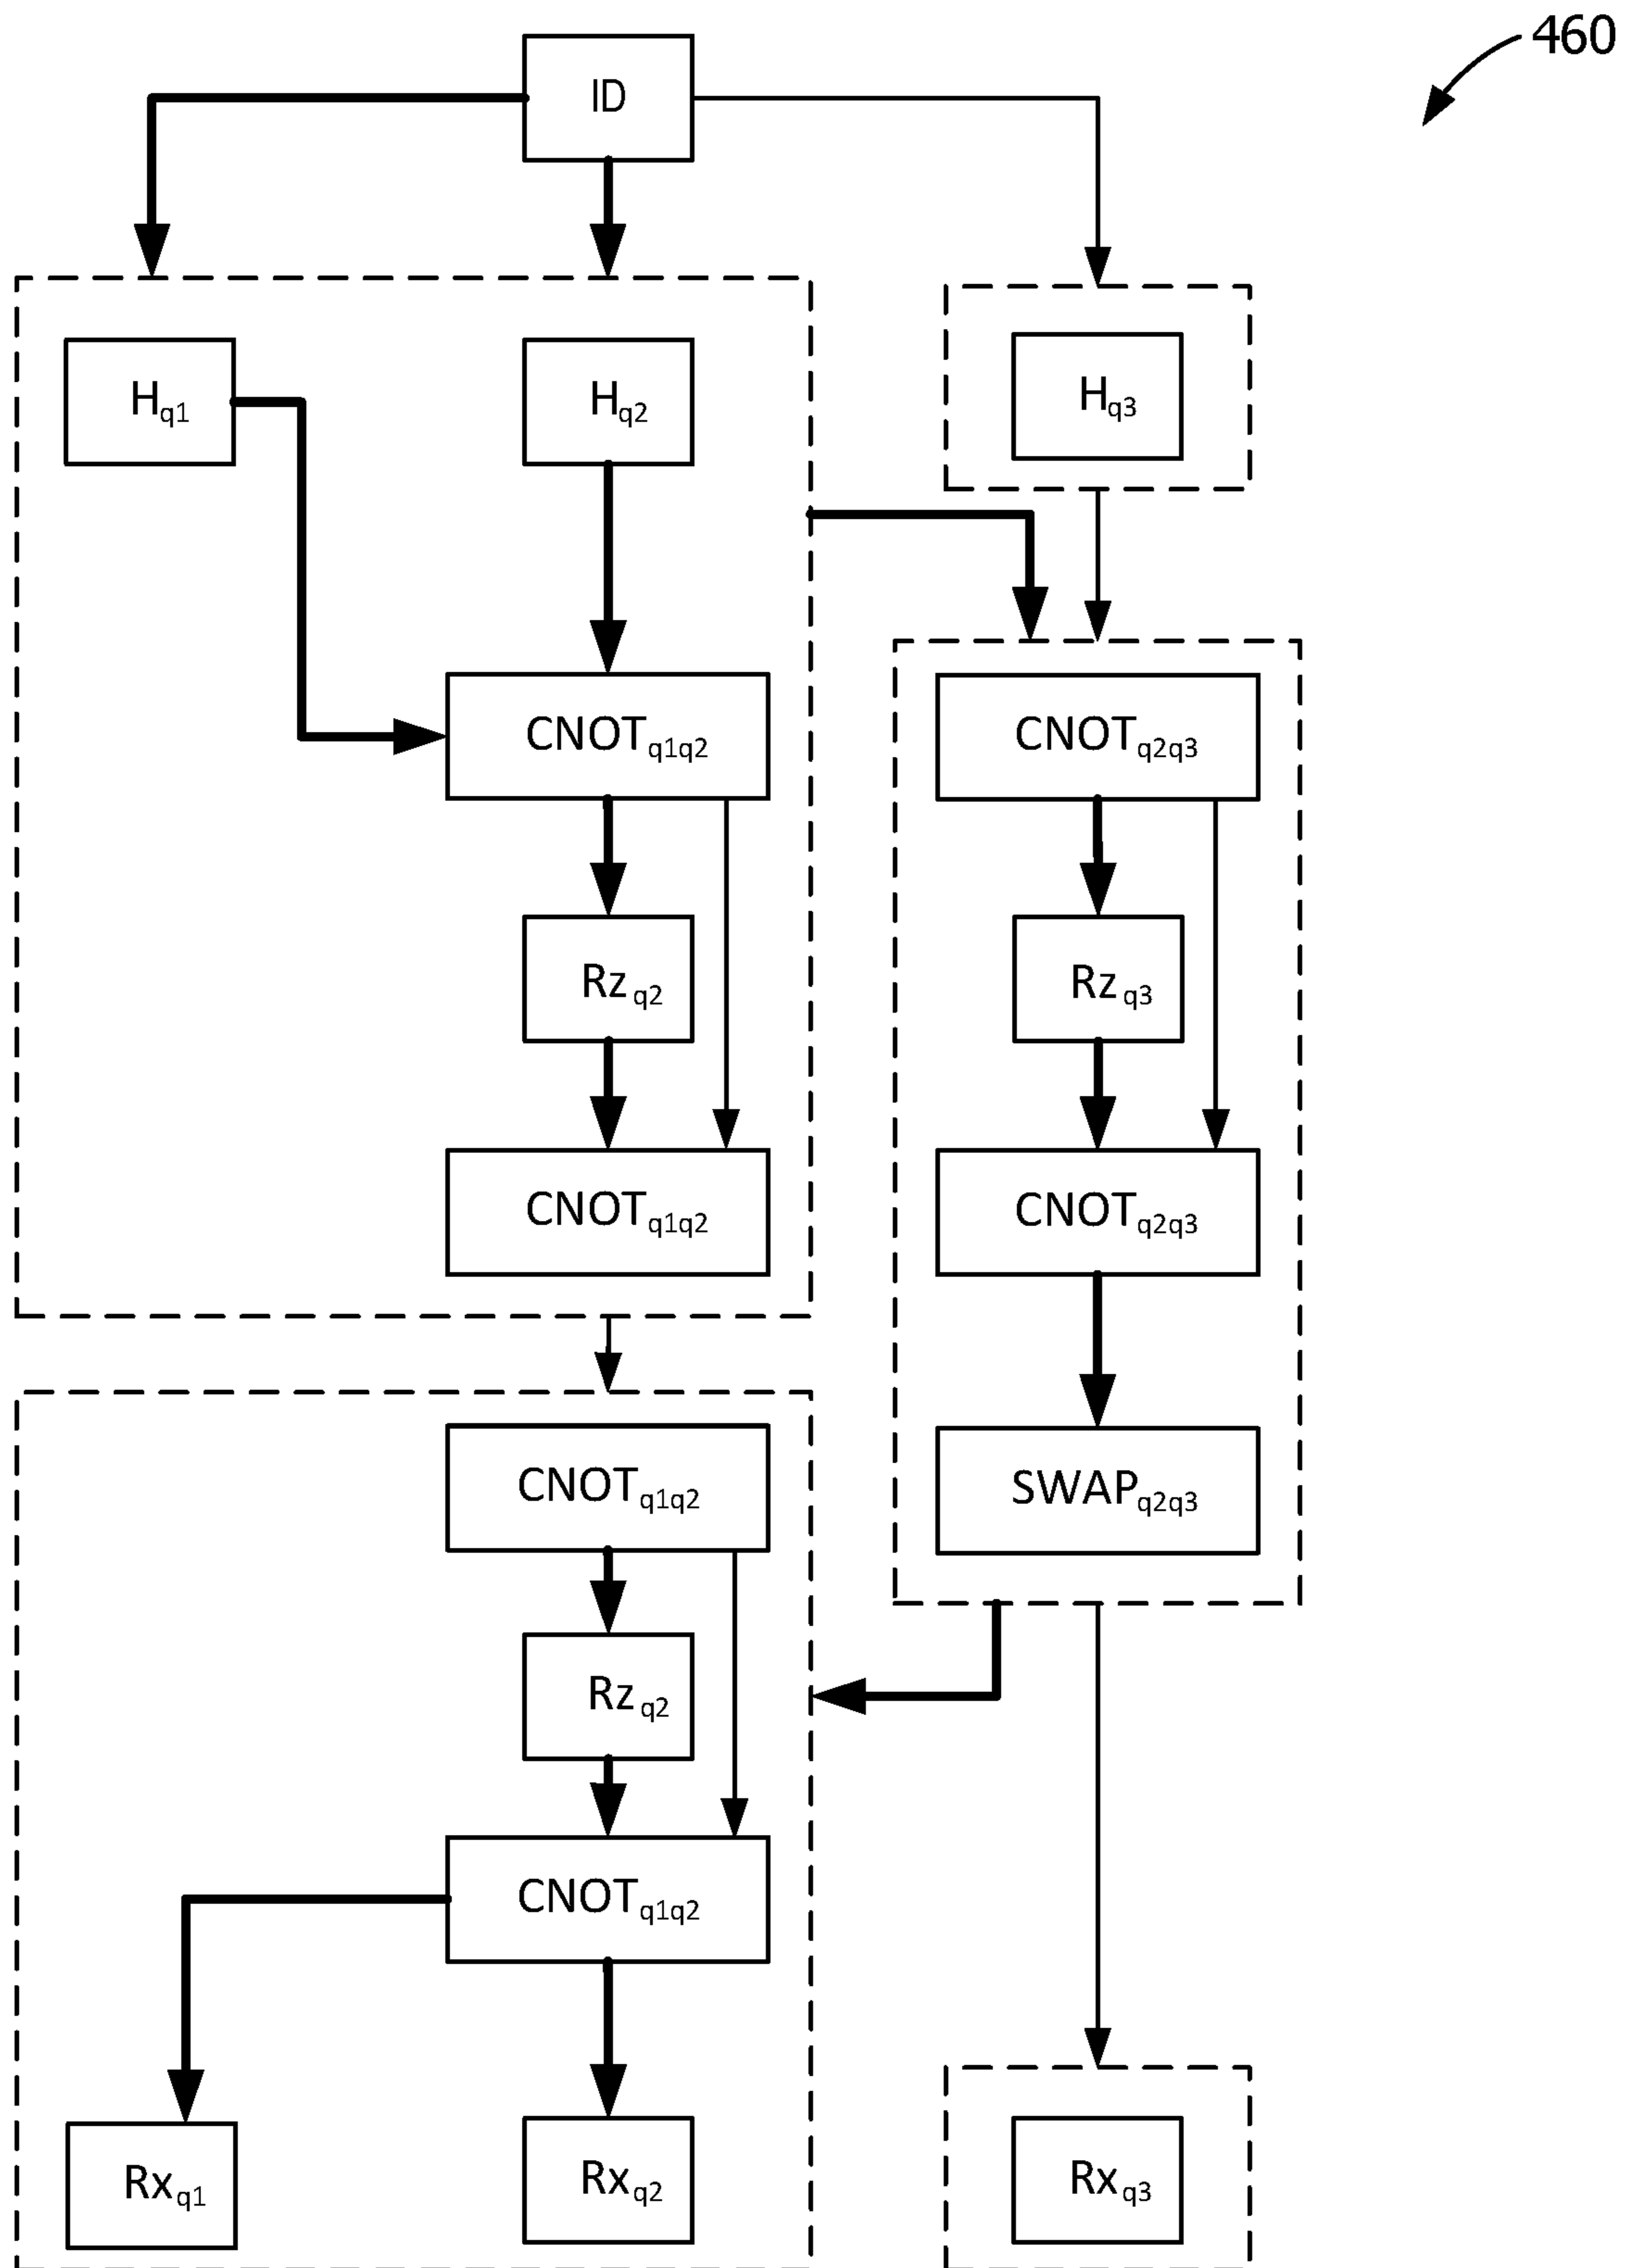 460
ID
Hq1
Hq2
Hq3
CNOTq1q2
CNOTq2q3
Rzq2
Rzq3
CNOTq1q2
CNOTq2q3
CNOTq1q2
SWAPq2q3
Rzq2
CNOTq1q2
Rxq1
Rxq2
Rxq3